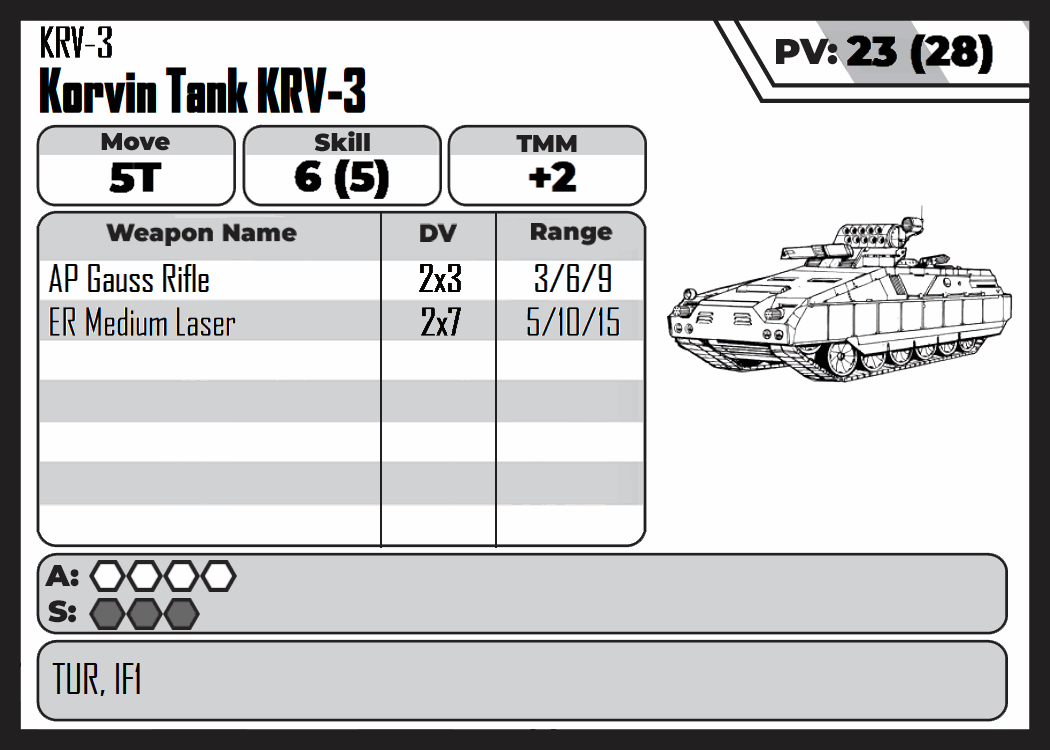 KRV-3
Korvin Tank KRV-3
PV: 23 (28)
Move
5T
Skill
6 (5)
TMM
+2
Weapon Name DV Range
AP Gauss Rifle 2x3 3/6/9
ER Medium Laser 2x7 5/10/15
A:
S:
TUR, IF1